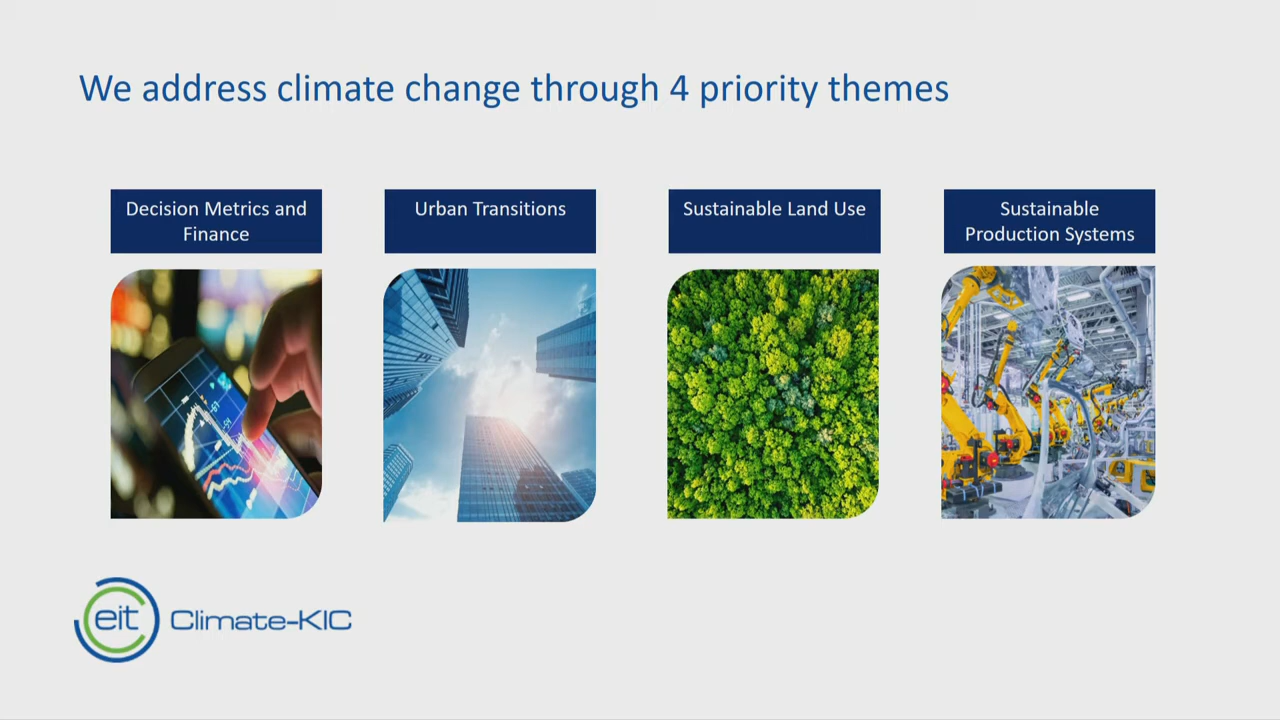 We address climate change through 4 priority themes
Decision Metrics and
Finance
Urban Transitions
Sustainable Land Use
Sustainable
Production Systems
eit Climate-KIC